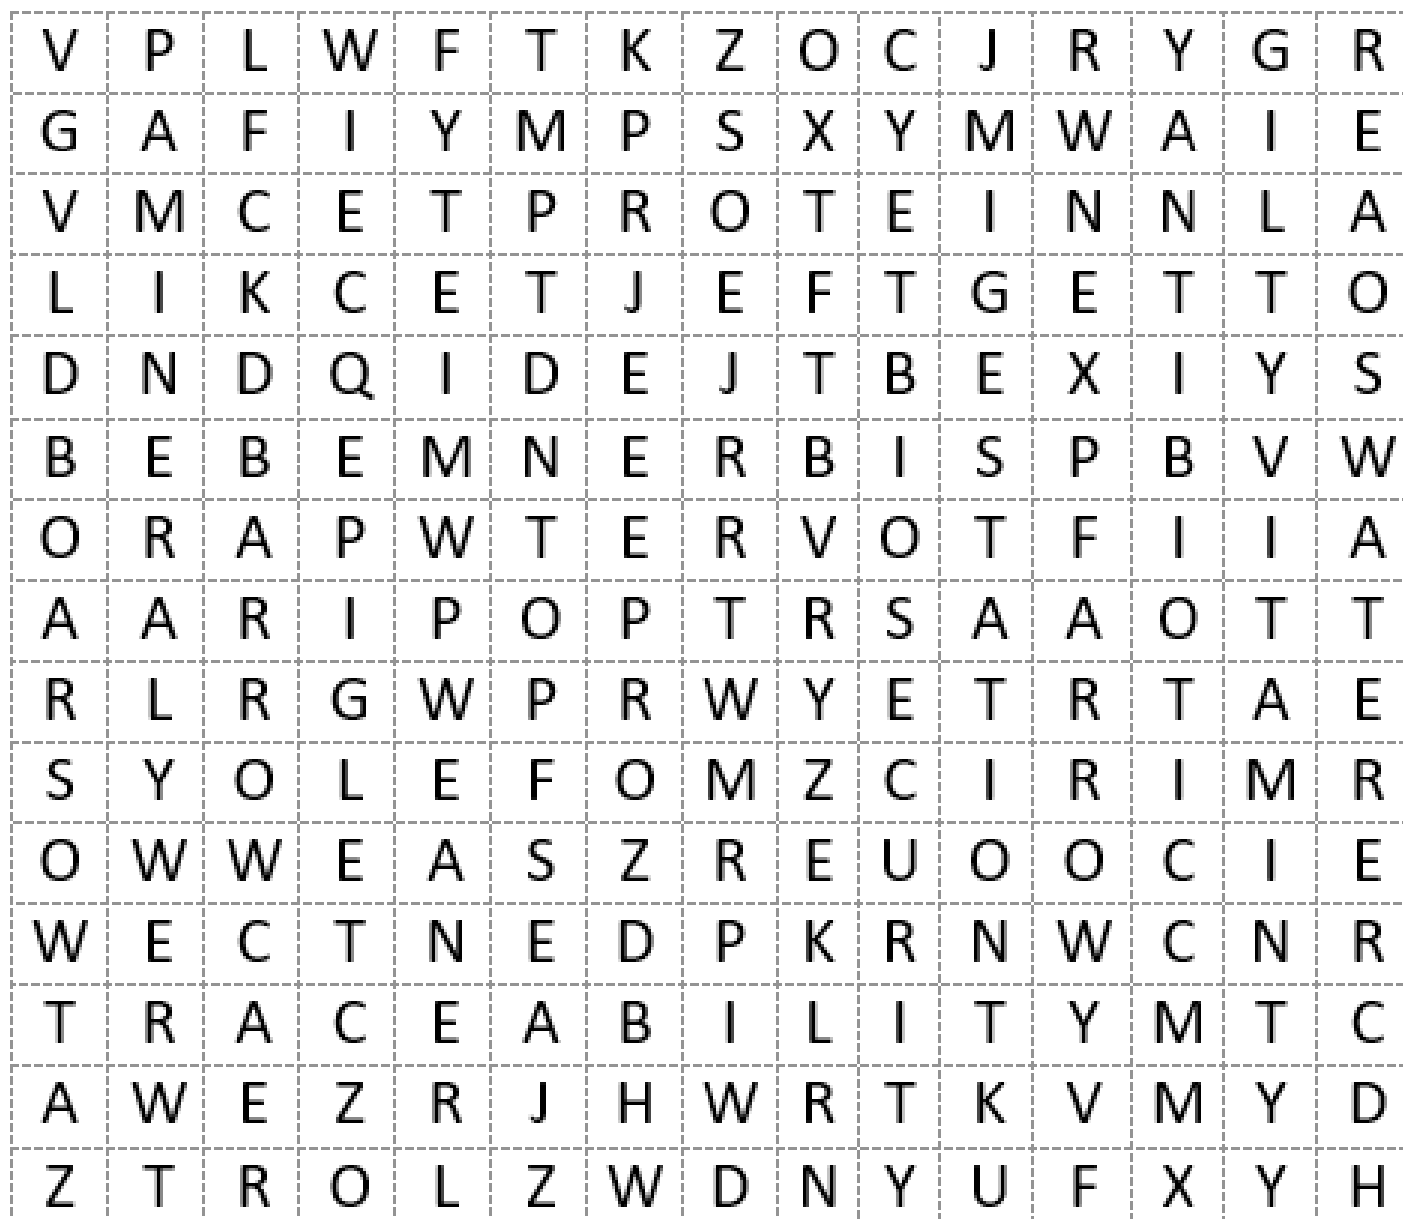 V P L W F T K Z O C J R Y G R
G A F I Y M P S X Y M W A I E
V M C E T P R O T E I N N L A
L I K C E T J E F T G E T T O
D N D Q I D E J T B E X I Y S
B E B E M N E R B I S P B V W
O R A P W T E R V O T F I I A
A A R I P O P T R S A A O T T
R L R G W P R W Y E T R T A E
S Y O L E F O M Z C I R I M R
O W W E A S Z R E U O O C I E
W E C T N E D P K R N W C N R
T R A C E A B I L I T Y M T C
A W E Z R J H W R T K V M Y D
Z T R O L Z W D N Y U F X Y H